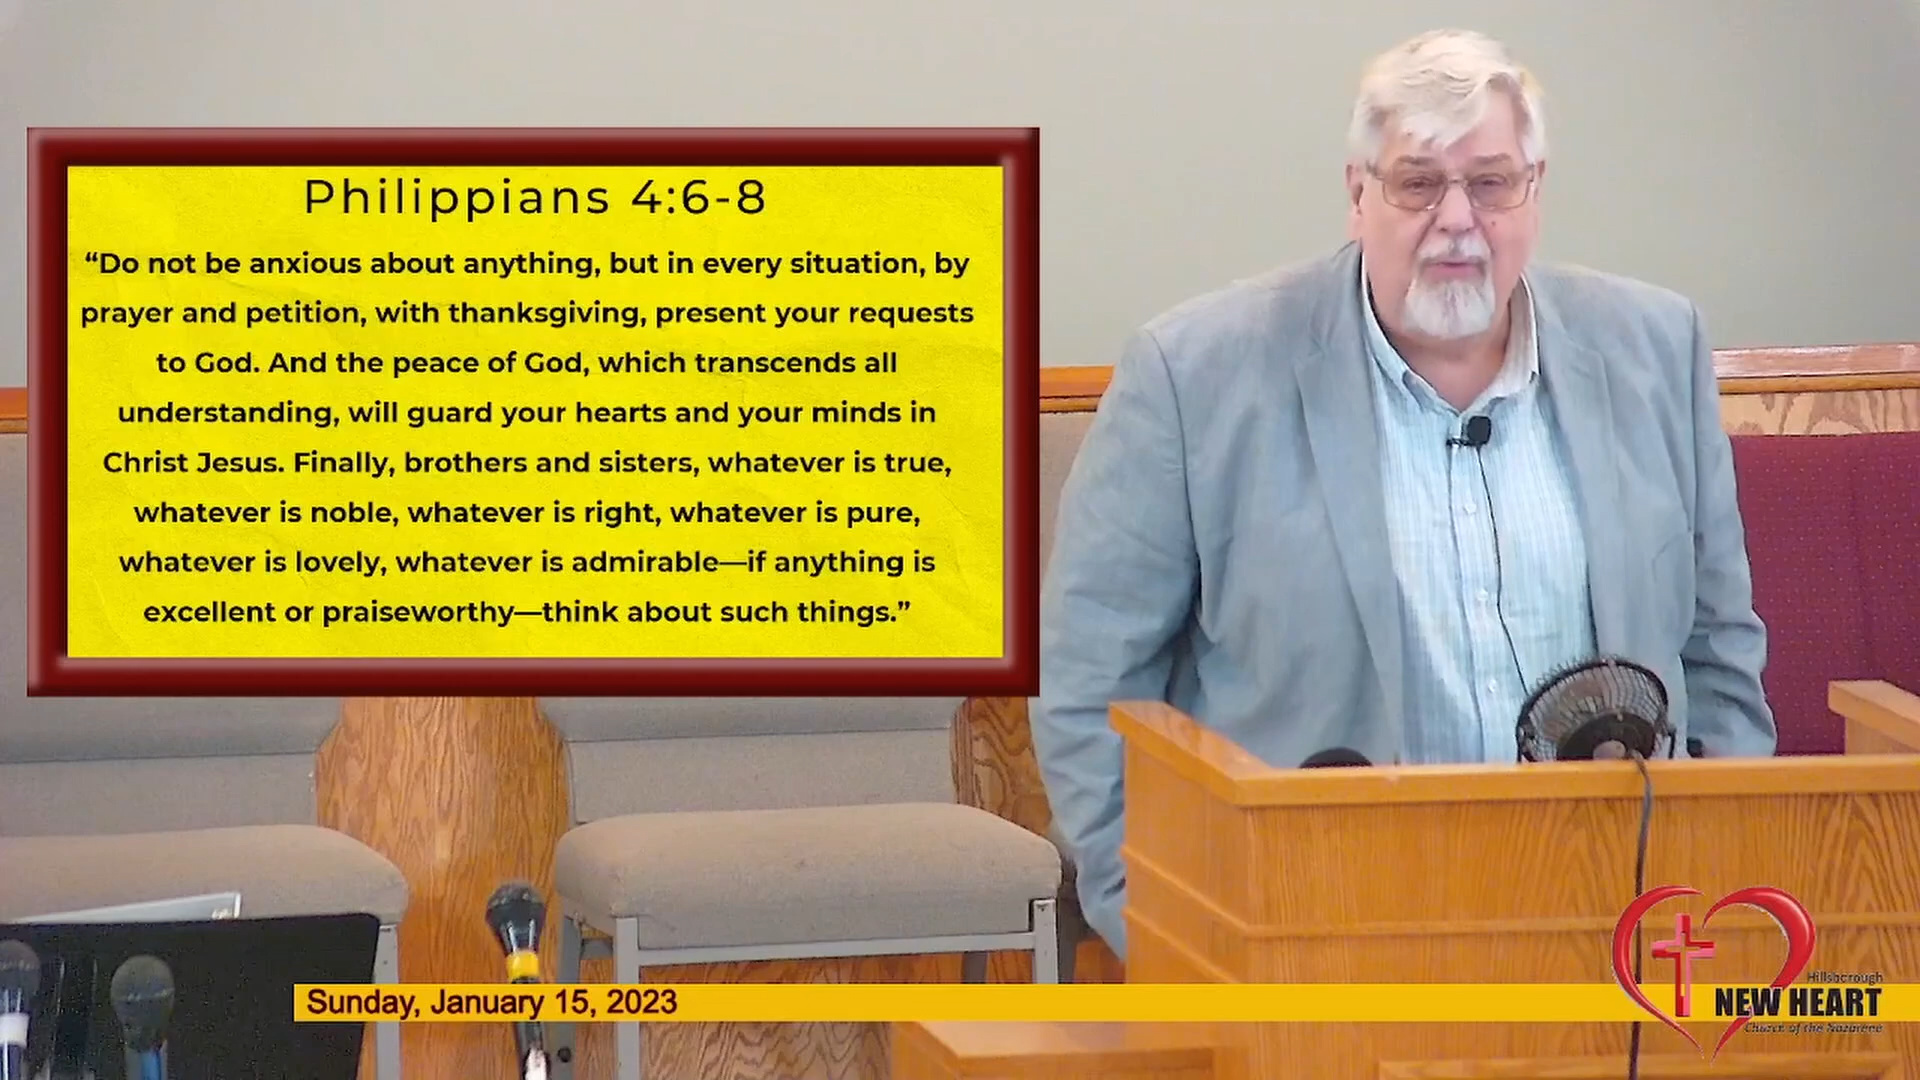 Philippians 4:6-8
“Do not be anxious about anything, but in every situation, by
prayer and petition, with thanksgiving, present your requests
to God. And the peace of God, which transcends all
understanding, will guard your hearts and your minds in
Christ Jesus. Finally, brothers and sisters, whatever is true,
whatever is noble, whatever is right, whatever is pure,
whatever is lovely, whatever is admirable—if anything is
excellent or praiseworthy—think about such things.”
Sunday, January 15, 2023
Hillsborough
NEW HEART
Church of the Nazarene